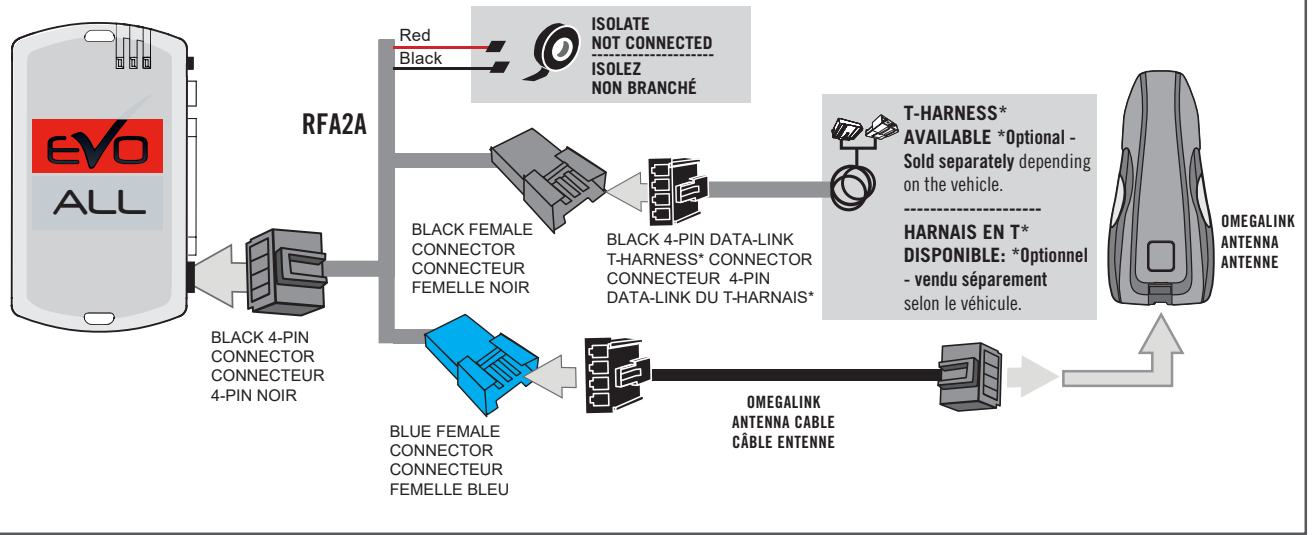 EVO
ALL
RFA2A
Red
Black
ISOLATE
NOT CONNECTED
ISOLEZ
NON BRANCHÉ
T-HARNESS*
AVAILABLE *Optional -
Sold separately depending
on the vehicle.
HARNAIS EN T*
DISPONIBLE: *Optionnel
- vendu séparement
selon le véhicule.
OMEGALINK
ANTENNA
ANTENNE
BLACK FEMALE
CONNECTOR
CONNECTEUR
FEMELLE NOIR
BLACK 4-PIN DATA-LINK
T-HARNESS* CONNECTOR
CONNECTEUR 4-PIN
DATA-LINK DU T-HARNAIS*
BLACK 4-PIN
CONNECTOR
CONNECTEUR
4-PIN NOIR
BLUE FEMALE
CONNECTOR
CONNECTEUR
FEMELLE BLEU
OMEGALINK
ANTENNA CABLE
CÂBLE ENTENNE